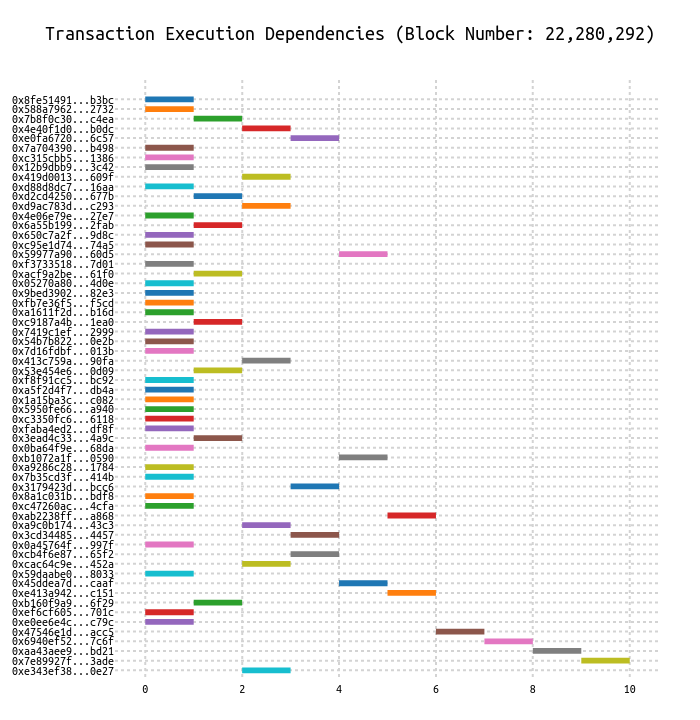 Transaction Execution Dependencies (Block Number: 22,280,292)
0x8fe51491...b3bc
0x588a7962...2732
0x7b8f0c30...c4ea
0x4e40f1d0...b0dc
0xe0fa6720...6c57
0x7a704390...b498
0xc315cbb5...1386
0x12b9dbb9...3c42
0x419d0013...609f
0xd88d8dc7...16aa
0xd2cd4250...677b
0xd9ac783d...c293
0x4e06e79e...27e7
0x6a55b199...2fab
0x650c7a2f...9d8c
0xc95e1d74...74a5
0x59977a90...60d5
0xf3733518...7d01
0xacf9a2be...61f0
0x05270a80...4d0e
0x9bed3902...82e3
0xfb7e36f5...f5cd
0xa1611f2d...b16d
0xc9187a4b...1ea0
0x7419c1ef...2999
0x54b7b822...0e2b
0x7d16fdbf...013b
0x413c759a...90fa
0x53e454e6...0d09
0xf8f91cc5...bc92
0xa5f2d4f7...db4a
0x1a15ba3c...c082
0x5950fe66...a940
0xc3350fc6...6118
0xfaba4ed2...df8f
0x3ead4c33...4a9c
0x0ba64f9e...68da
0xb1072a1f...0590
0xa9286c28...1784
0x7b35cd3f...414b
0x3179423d...bcc6
0x8a1c031b...bdf8
0xc47260ac...4cfa
0xab2238ff...a868
0xa9c0b174...43c3
0x3cd34485...4457
0x0a45764f...997f
0xcb4f6e87...65f2
0xcac64c9e...452a
0x59daabe0...8033
0x45ddea7d...caaf
0xe413a942...c151
0xb160f9a9...6f29
0xef6cf605...701c
0xe0ee6e4c...c79c
0x47546e1d...acc5
0x6940ef52...7c6f
0xaa43aee9...bd21
0x7e89927f...3ade
0xe343ef38...0e27
0 2 4 6 8 10